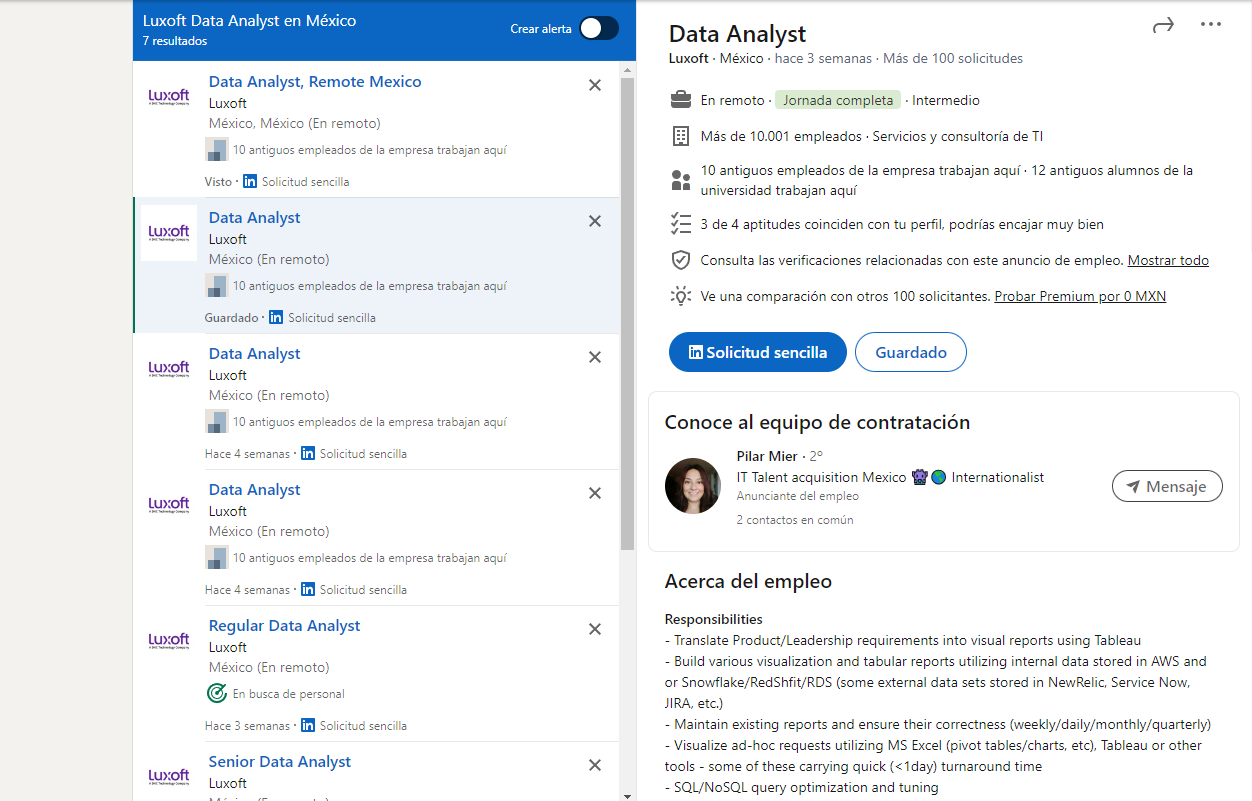 Luxoft Data Analyst en México
7 resultados
Crear alerta
Luxoft
Data Analyst, Remote Mexico
Luxoft
México, México (En remoto)
10 antiguos empleados de la empresa trabajan aquí
Visto · in Solicitud sencilla
Luxoft
Data Analyst
Luxoft
México (En remoto)
10 antiguos empleados de la empresa trabajan aquí
Guardado · in Solicitud sencilla
Luxoft
Data Analyst
Luxoft
México (En remoto)
10 antiguos empleados de la empresa trabajan aquí
Hace 4 semanas · in Solicitud sencilla
Luxoft
Data Analyst
Luxoft
México (En remoto)
10 antiguos empleados de la empresa trabajan aquí
Hace 4 semanas · in Solicitud sencilla
Luxoft
Regular Data Analyst
Luxoft
México (En remoto)
En busca de personal
Hace 3 semanas · in Solicitud sencilla
Luxoft
Senior Data Analyst
Luxoft
México (En remoto)
Data Analyst
Luxoft · México · hace 3 semanas · Más de 100 solicitudes
En remoto · Jornada completa · Intermedio
Más de 10.001 empleados · Servicios y consultoría de TI
10 antiguos empleados de la empresa trabajan aquí · 12 antiguos alumnos de la
universidad trabajan aquí
3 de 4 aptitudes coinciden con tu perfil, podrías encajar muy bien
Consulta las verificaciones relacionadas con este anuncio de empleo. Mostrar todo
Ve una comparación con otros 100 solicitantes. Probar Premium por 0 MXN
in Solicitud sencilla
Guardado
Conoce al equipo de contratación
Pilar Mier · 2º
IT Talent acquisition Mexico 👾🌎 Internationalist
Anunciante del empleo
2 contactos en común
Mensaje
Acerca del empleo
Responsibilities
- Translate Product/Leadership requirements into visual reports using Tableau
- Build various visualization and tabular reports utilizing internal data stored in AWS and
or Snowflake/RedShfit/RDS (some external data sets stored in NewRelic, Service Now,
JIRA, etc.)
- Maintain existing reports and ensure their correctness (weekly/daily/monthly/quarterly)
- Visualize ad-hoc requests utilizing MS Excel (pivot tables/charts, etc), Tableau or other
tools - some of these carrying quick (<1day) turnaround time
- SQL/NoSQL query optimization and tuning